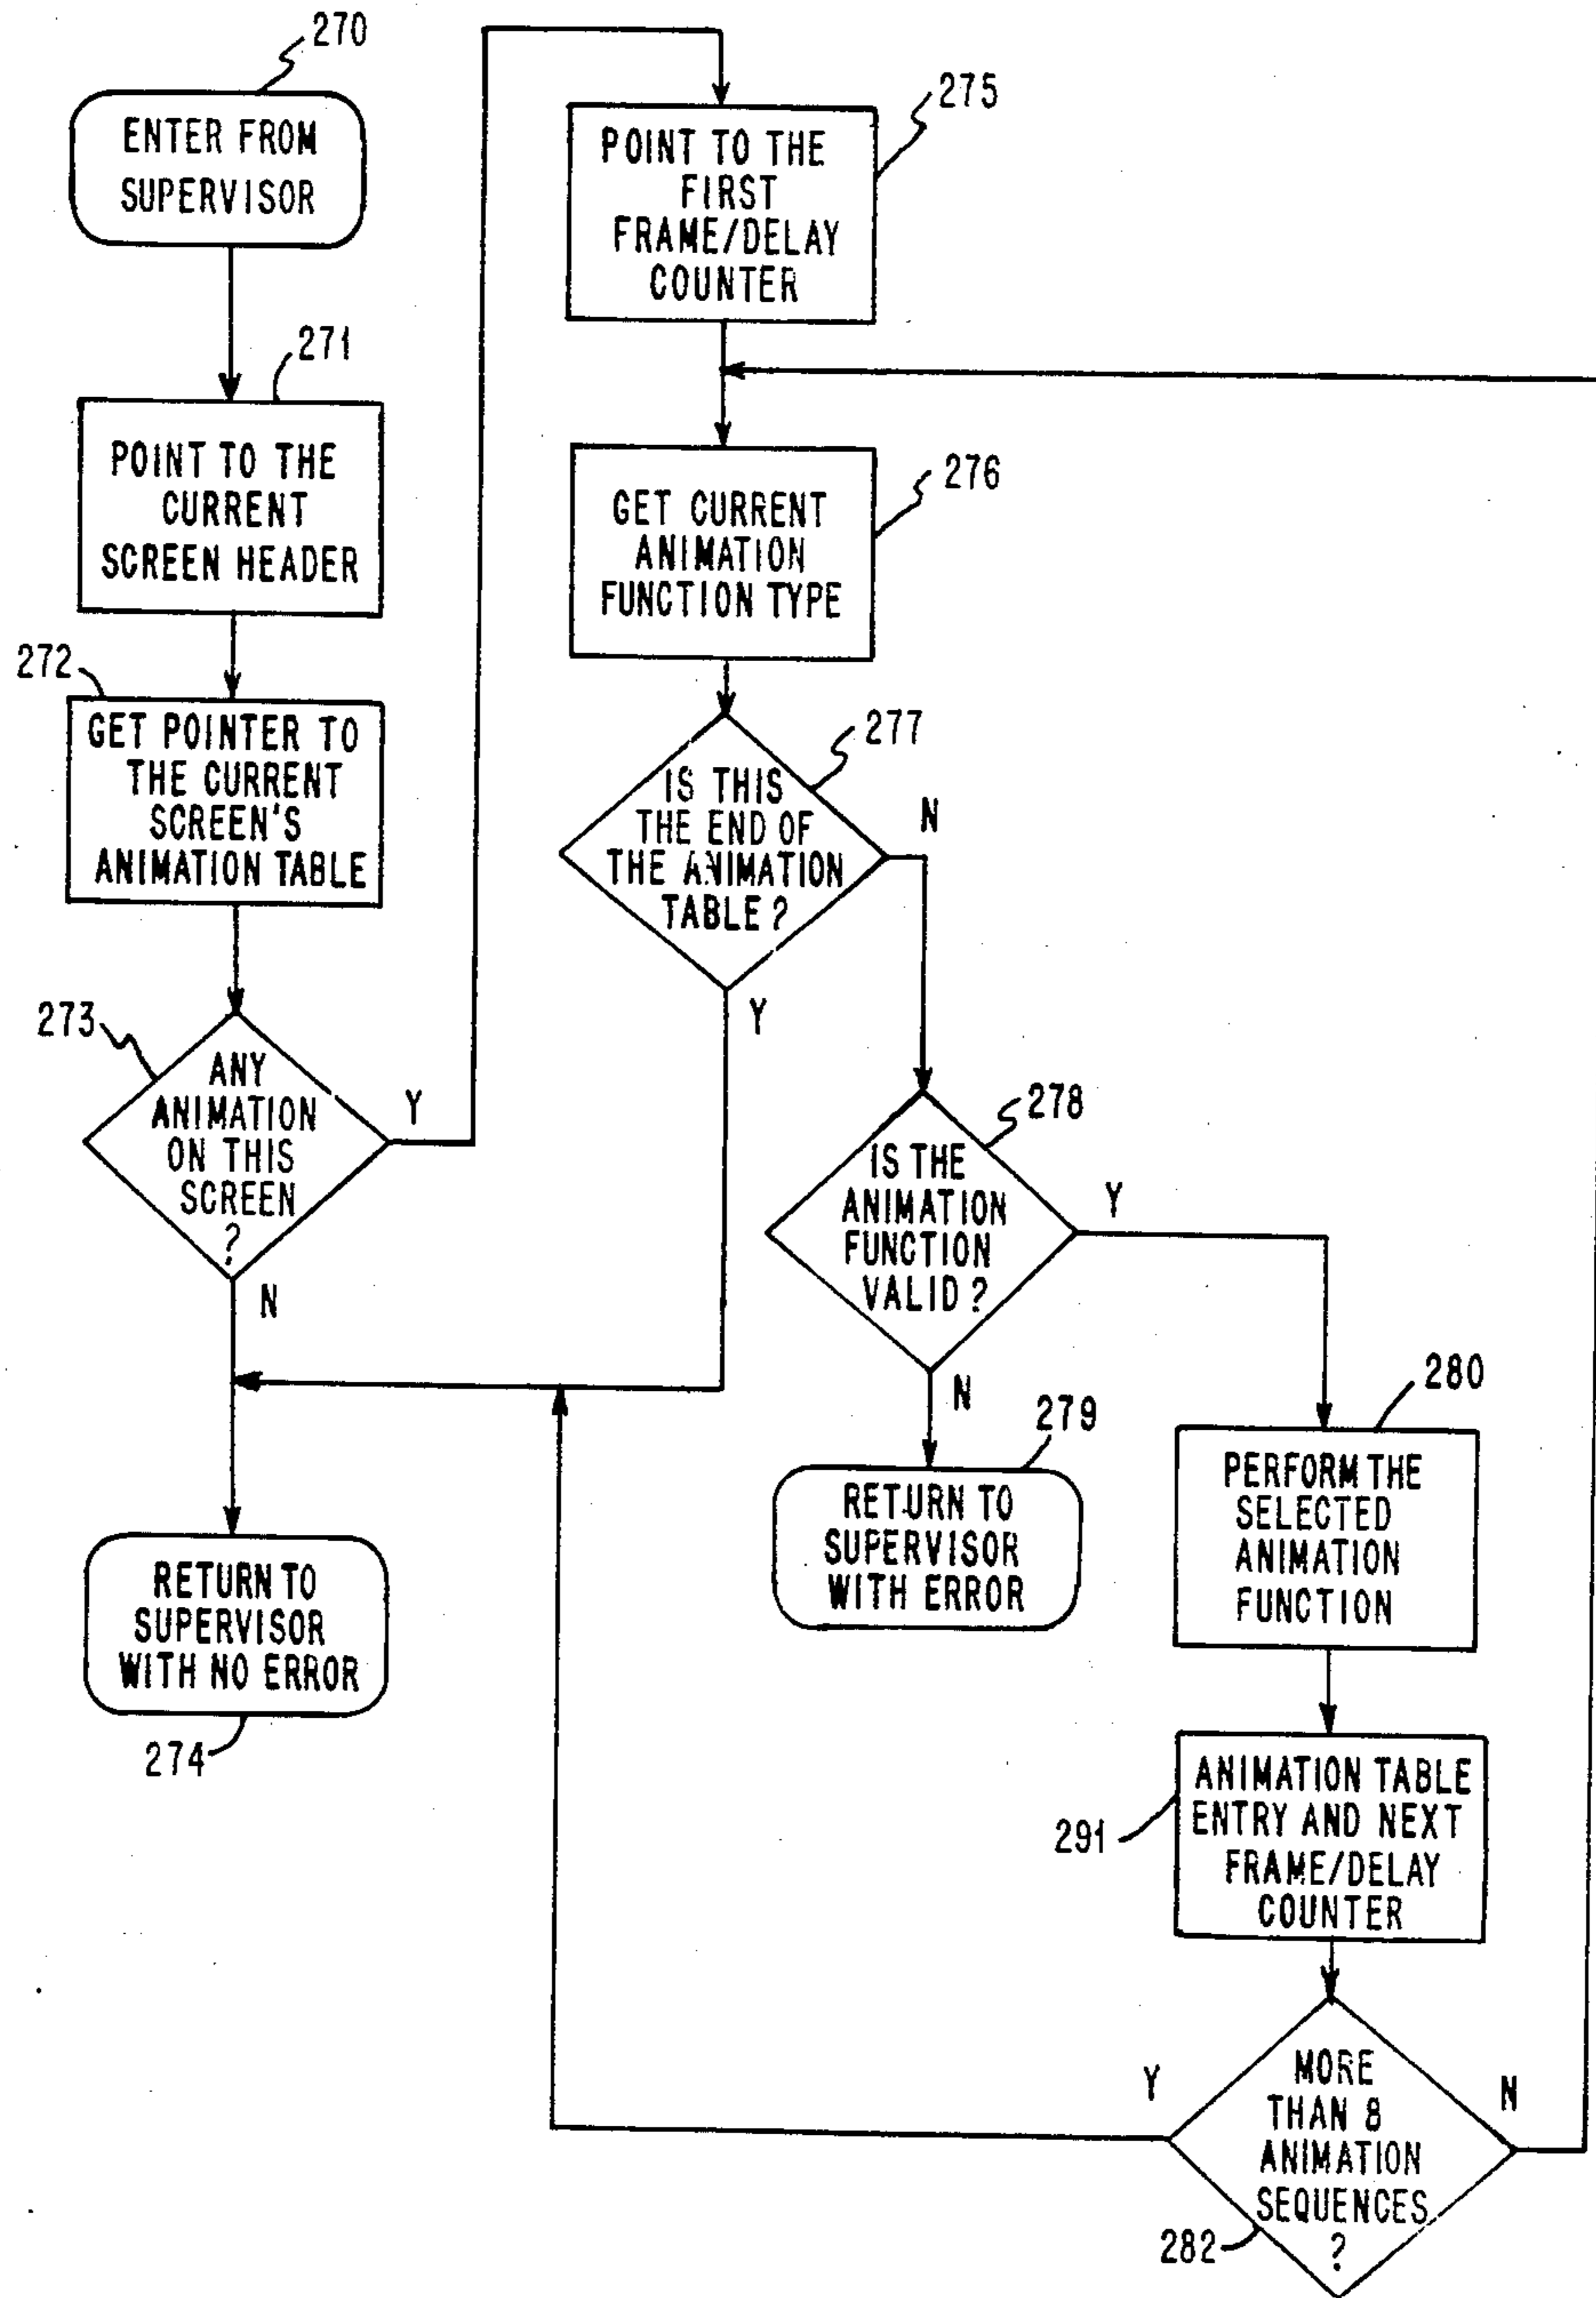 270
ENTER FROM
SUPERVISOR
271
POINT TO THE
CURRENT
SCREEN HEADER
272
GET POINTER TO
THE CURRENT
SCREEN'S
ANIMATION TABLE
273
ANY
ANIMATION
ON THIS
SCREEN
?
Y
N
RETURN TO
SUPERVISOR
WITH NO ERROR
274
275
POINT TO THE
FIRST
FRAME/DELAY
COUNTER
276
GET CURRENT
ANIMATION
FUNCTION TYPE
277
IS THIS
THE END OF
THE ANIMATION
TABLE ?
N
Y
278
IS THE
ANIMATION
FUNCTION
VALID ?
Y
N
279
RETURN TO
SUPERVISOR
WITH ERROR
280
PERFORM THE
SELECTED
ANIMATION
FUNCTION
291
ANIMATION TABLE
ENTRY AND NEXT
FRAME/DELAY
COUNTER
Y
N
MORE
THAN 8
ANIMATION
SEQUENCES
?
282